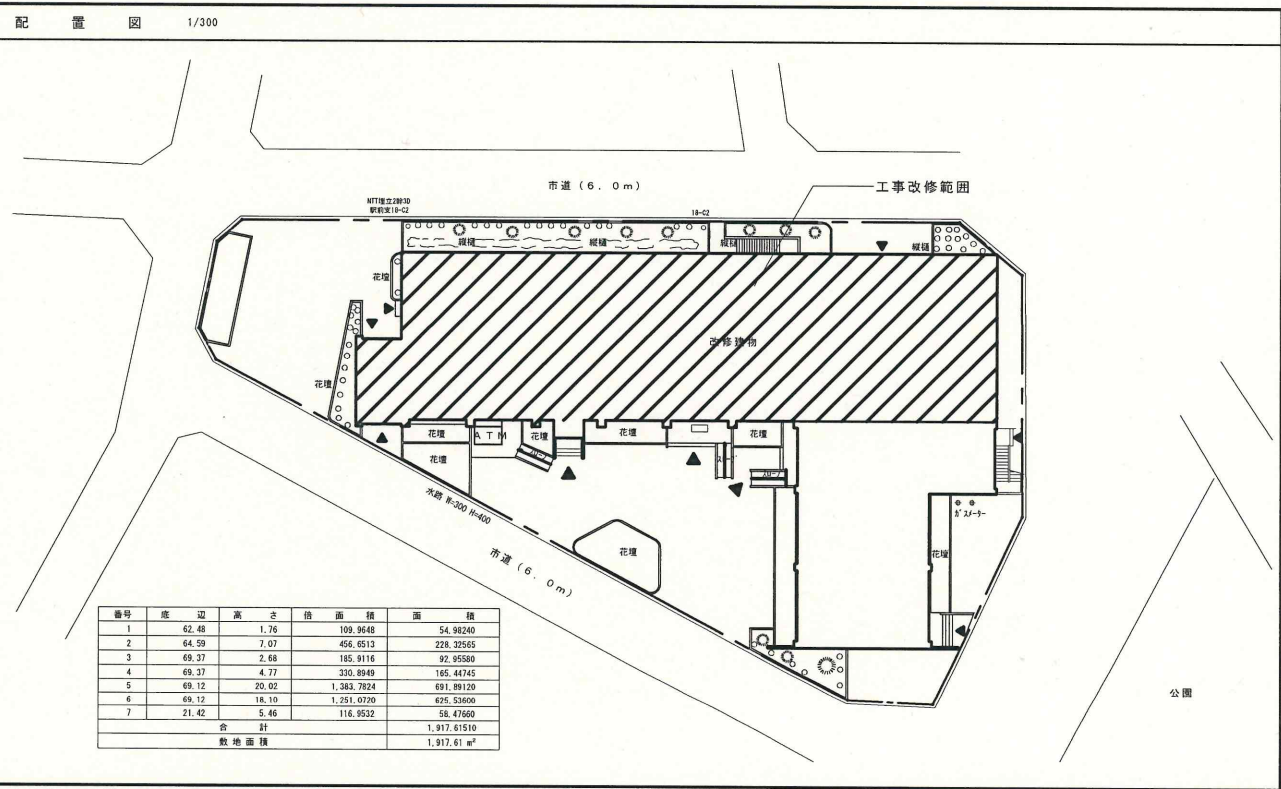 配 置 図 1/300
市道 (6. 0m)
工事改修範囲
NTT埋立2幹3D
駅前支18-C2
18-C2
縦樋
縦樋
縦樋
縦樋
花壇
改修建物
花壇
花壇
ATM
花壇
花壇
花壇
花壇
スロープ
スロープ
スロープ
水路 W=300 H=400
ガスメーター
花壇
花壇
市道 (6. 0m)
公園
番号 底 辺 高 さ 倍 面 積 面 積
1 62.48 1.76 109.9648 54.98240
2 64.59 7.07 456.6513 228.32565
3 69.37 2.68 185.9116 92.95580
4 69.37 4.77 330.8949 165.44745
5 69.12 20.02 1,383.7824 691.89120
6 69.12 18.10 1,251.0720 625.53600
7 21.42 5.46 116.9532 58.47660
合 計 1,917.61510
敷地面積 1,917.61 m²